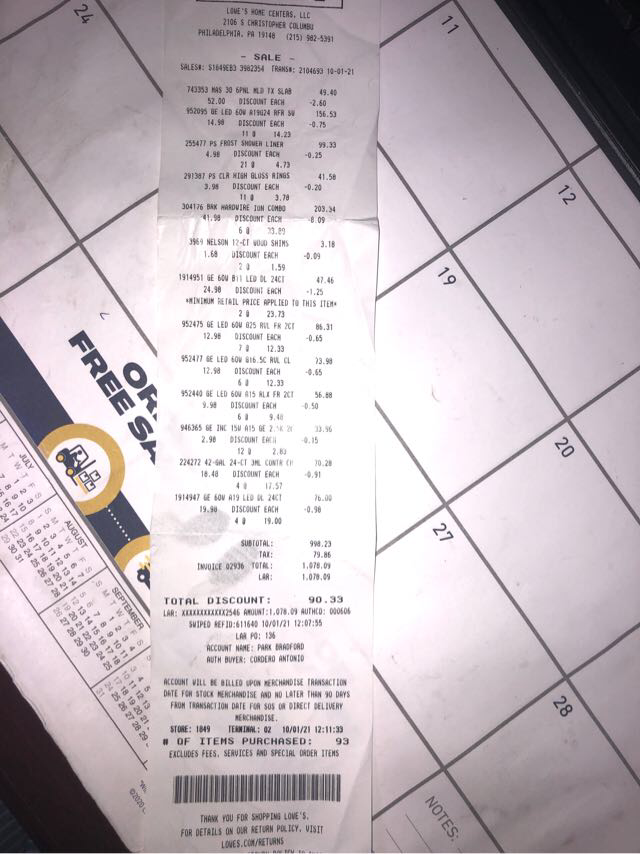 LOWE'S HOME CENTERS, LLC
2106 S CHRISTOPHER COLUMBU
PHILADELPHIA, PA 19148 (215) 982-5391
- SALE -
SALES#: S1849EB3 3982354 TRANS#: 2104693 10-01-21
743353 MAS 30 6PNL MLD TX SLAB 49.40
52.00 DISCOUNT EACH -2.60
952095 GE LED 60W A19U24 RFR SW 156.53
14.98 DISCOUNT EACH -0.75
11 @ 14.23
255477 PS FROST SHOWER LINER 99.33
4.98 DISCOUNT EACH -0.25
21 @ 4.73
291387 PS CLR HIGH GLOSS RINGS 41.58
3.98 DISCOUNT EACH -0.20
11 @ 3.78
304176 BRK HARDWIRE ION COMBO 203.34
41.98 DISCOUNT EACH -8.09
6 @ 33.89
3969 NELSON 12-CT WOOD SHIMS 3.18
1.68 DISCOUNT EACH -0.09
2 @ 1.59
1914951 GE 60W B11 LED DL 24CT 47.46
24.98 DISCOUNT EACH -1.25
*MINIMUM RETAIL PRICE APPLIED TO THIS ITEM*
2 @ 23.73
952475 GE LED 60W G25 RVL FR 2CT 86.31
12.98 DISCOUNT EACH -0.65
7 @ 12.33
952477 GE LED 60W G16.5C RVL CL 73.98
12.98 DISCOUNT EACH -0.65
6 @ 12.33
952440 GE LED 60W A15 RLX FR 2CT 56.88
9.98 DISCOUNT EACH -0.50
6 @ 9.48
946365 GE INC 15W A15 GE 33.96
2.98 DISCOUNT EACH -0.15
12 @ 2.83
224272 42-GAL 24-CT 3ML CONTR CH 70.28
18.48 DISCOUNT EACH -0.91
4 @ 17.57
1914947 GE 60W A19 LED DL 24CT 76.00
19.98 DISCOUNT EACH -0.98
4 @ 19.00
SUBTOTAL: 998.23
TAX: 79.86
INVOICE 02936 TOTAL: 1,078.09
LAR: 1,078.09
TOTAL DISCOUNT: 90.33
LAR: XXXXXXXXXXXX2546 AMOUNT:1,078.09 AUTHCD: 000606
SWIPED REFID:611640 10/01/21 12:07:55
LAR PO: 136
ACCOUNT NAME: PARK BRADFORD
AUTH BUYER: CORDERO ANTONIO
ACCOUNT WILL BE BILLED UPON MERCHANDISE TRANSACTION
DATE FOR STOCK MERCHANDISE AND NO LATER THAN 90 DAYS
FROM TRANSACTION DATE FOR SOS OR DIRECT DELIVERY
MERCHANDISE.
STORE: 1849 TERMINAL: 02 10/01/21 12:11:33
# OF ITEMS PURCHASED: 93
EXCLUDES FEES, SERVICES AND SPECIAL ORDER ITEMS
THANK YOU FOR SHOPPING LOWE'S.
FOR DETAILS ON OUR RETURN POLICY, VISIT
LOWES.COM/RETURNS
24
11
12
19
20
27
28
NOTES:
OR
FREE SA
JULY
AUGUST
SEPTEMBER